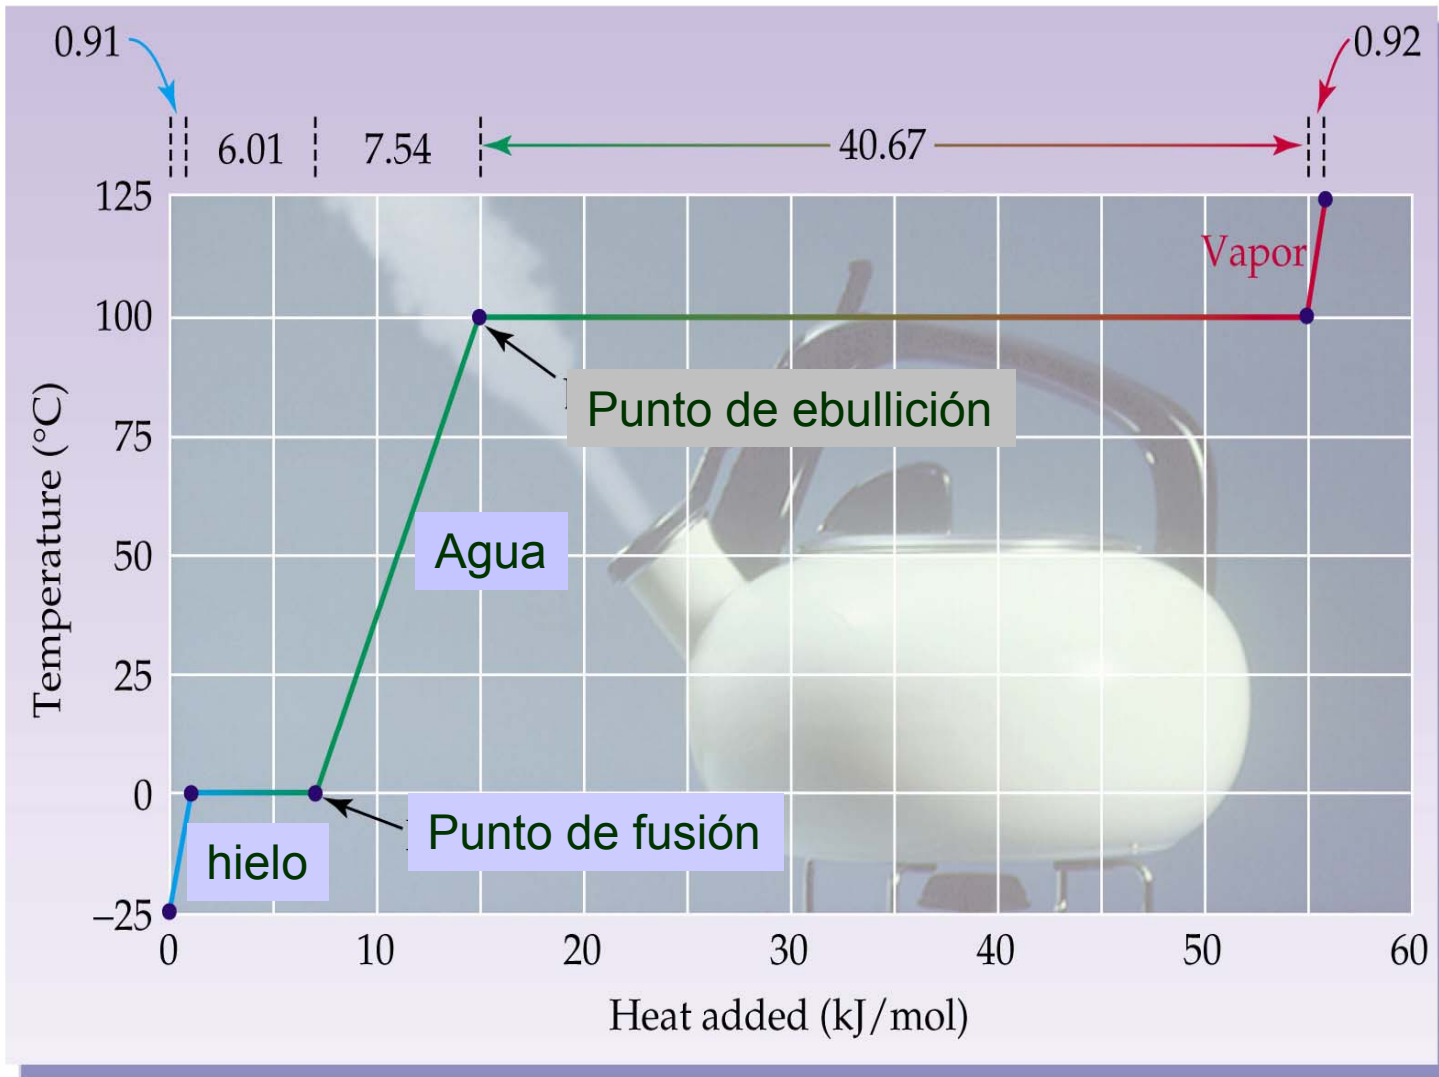 0.91
0.92
6.01
7.54
40.67
125
100
75
50
25
0
–25
Temperature (°C)
Vapor
Punto de ebullición
Agua
Punto de fusión
hielo
0 10 20 30 40 50 60
Heat added (kJ/mol)